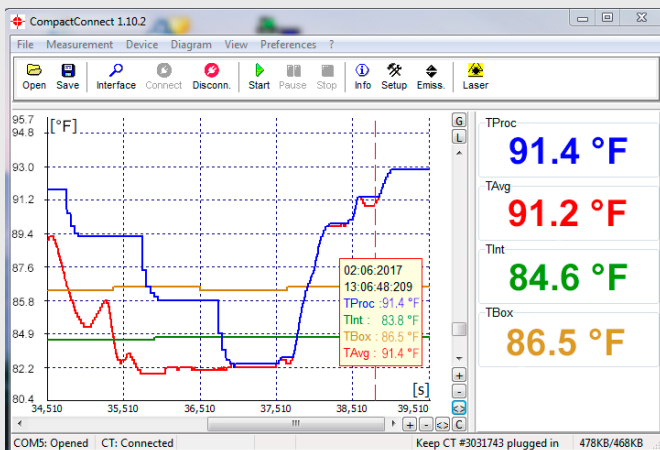 CompactConnect 1.10.2
File Measurement Device Diagram View Preferences ?
Open Save Interface Connect Disconn. Start Pause Stop Info Setup Emiss. Laser
95.7
94.8
[°F]
93.0
91.2
89.4
87.6
85.8
84.9
82.2
80.4
34,510 35,510 36,510 37,510 38,510 39,510
[s]
02:06:2017
13:06:48:209
TProc :91.4 °F
TInt : 83.8 °F
TBox : 86.5 °F
TAvg : 91.4 °F
G
L
+
-
<>
+ - <> C
TProc
91.4 °F
TAvg
91.2 °F
TInt
84.6 °F
TBox
86.5 °F
COM5: Opened CT: Connected Keep CT #3031743 plugged in 478KB/468KB